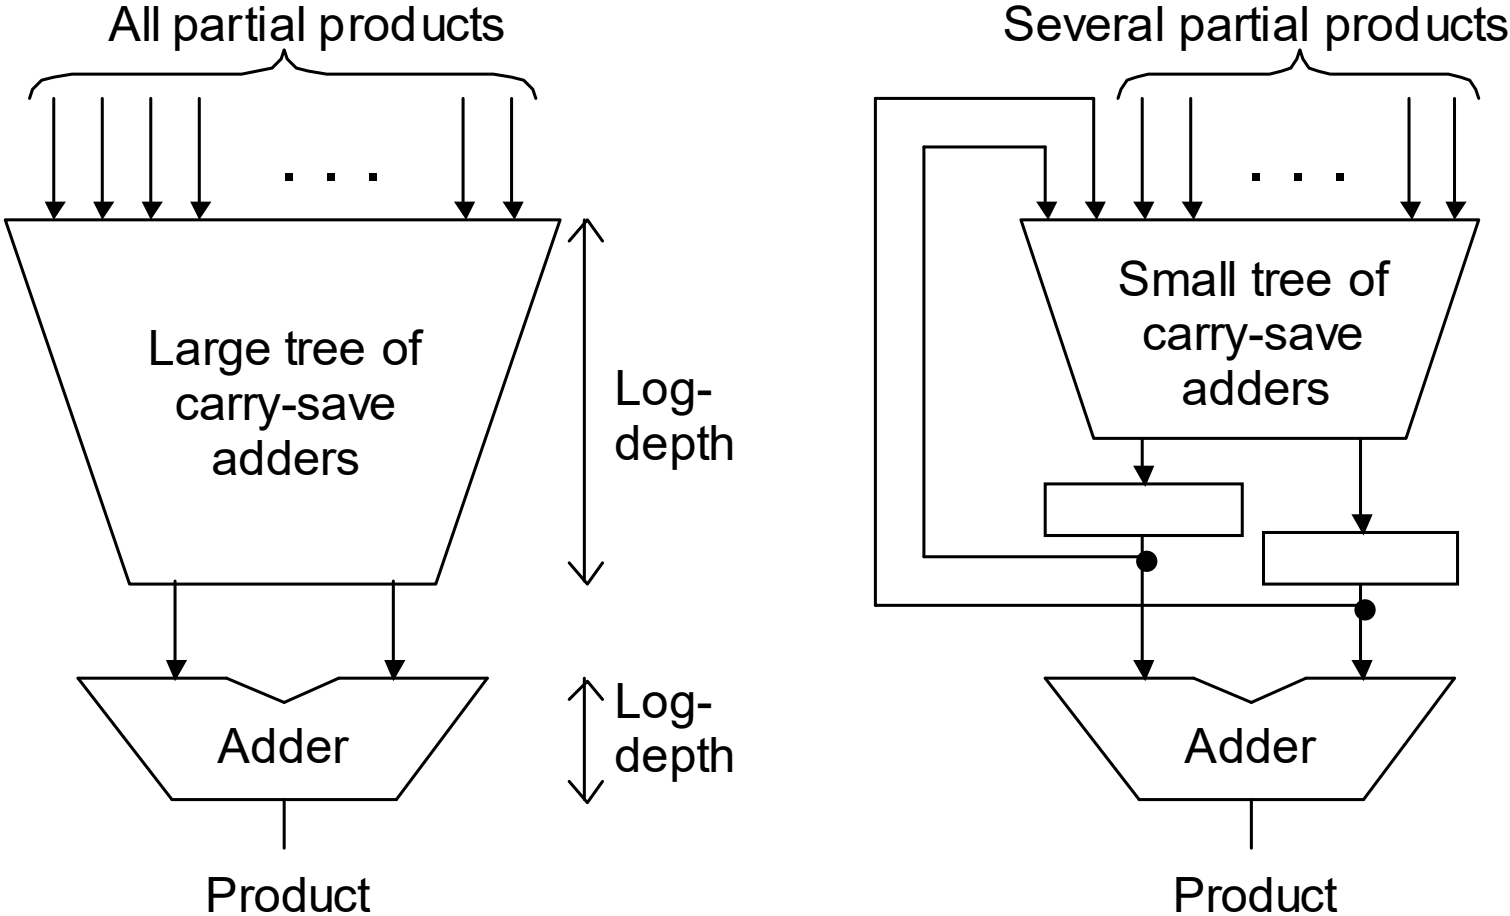 All partial products
Large tree of
carry-save
adders
Log-
depth
Adder
Log-
depth
Product
Several partial products
Small tree of
carry-save
adders
Adder
Product